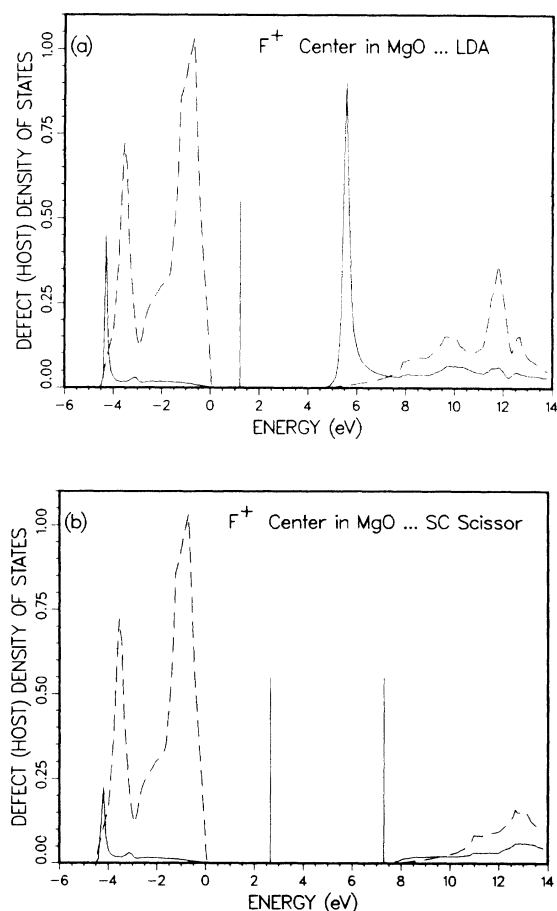 (a) F+ Center in MgO ... LDA
DEFECT (HOST) DENSITY OF STATES
1.00
0.75
0.50
0.25
0.00
−6 −4 −2 0 2 4 6 8 10 12 14
ENERGY (eV)
(b) F+ Center in MgO ... SC Scissor
DEFECT (HOST) DENSITY OF STATES
1.00
0.75
0.50
0.25
0.00
−6 −4 −2 0 2 4 6 8 10 12 14
ENERGY (eV)